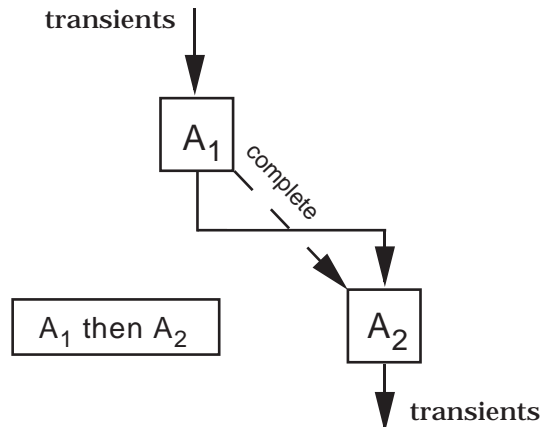 transients
A₁
complete
A₁ then A₂
A₂
transients